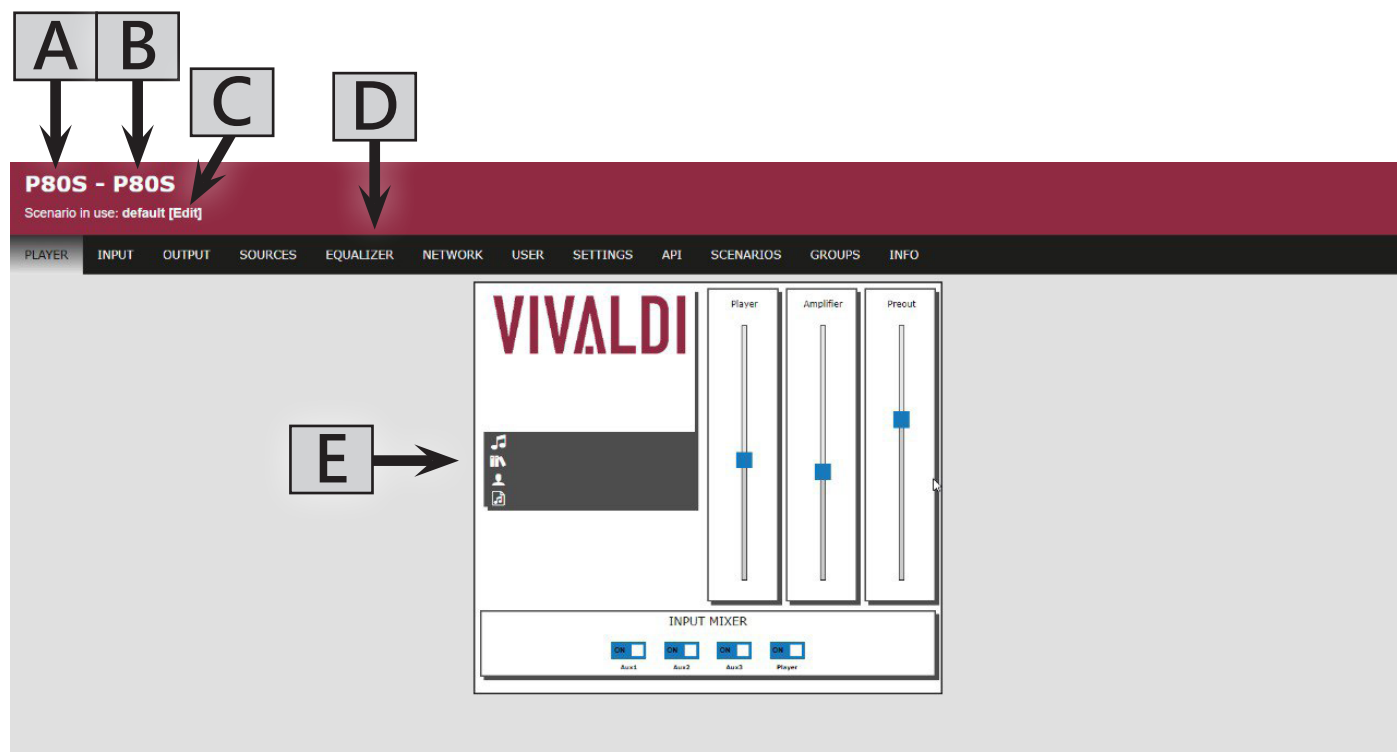 A B
C
D
P80S - P80S
Scenario in use: default [Edit]
PLAYER INPUT OUTPUT SOURCES EQUALIZER NETWORK USER SETTINGS API SCENARIOS GROUPS INFO
VIVALDI
Player Amplifier Preout
E
INPUT MIXER
ON ON ON ON
Aux1 Aux2 Aux3 Player